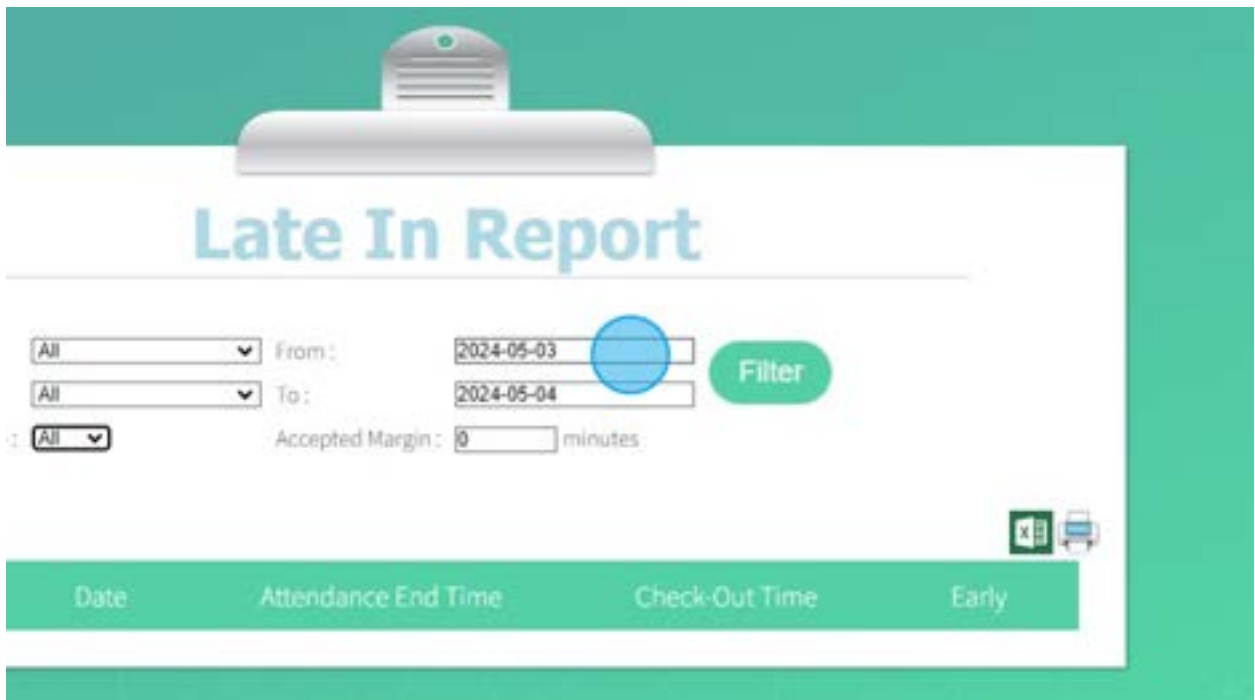 Late In Report
All From : 2024-05-03 Filter
All To : 2024-05-04
: All Accepted Margin : 0 minutes
Date Attendance End Time Check-Out Time Early